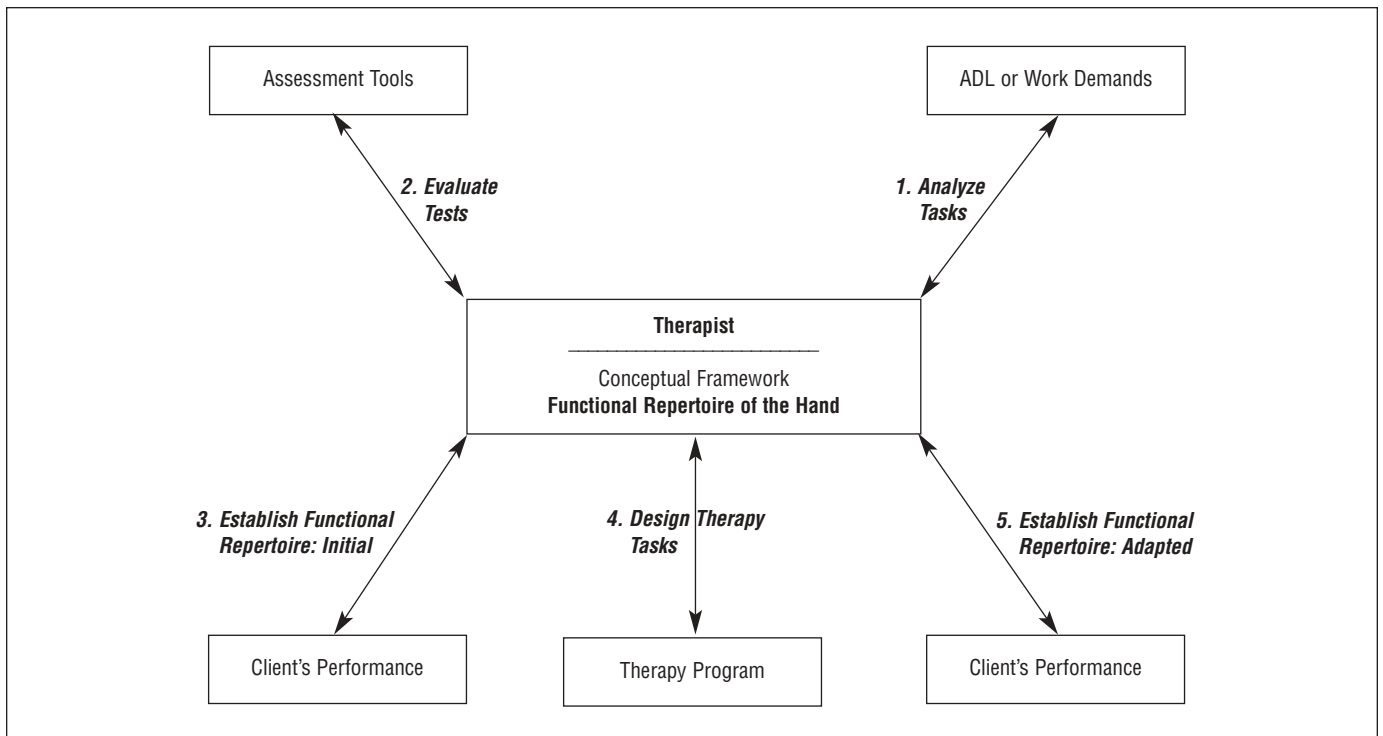 Assessment Tools
ADL or Work Demands
2. Evaluate
Tests
1. Analyze
Tasks
Therapist
Conceptual Framework
Functional Repertoire of the Hand
3. Establish Functional
Repertoire: Initial
4. Design Therapy
Tasks
5. Establish Functional
Repertoire: Adapted
Client’s Performance
Therapy Program
Client’s Performance